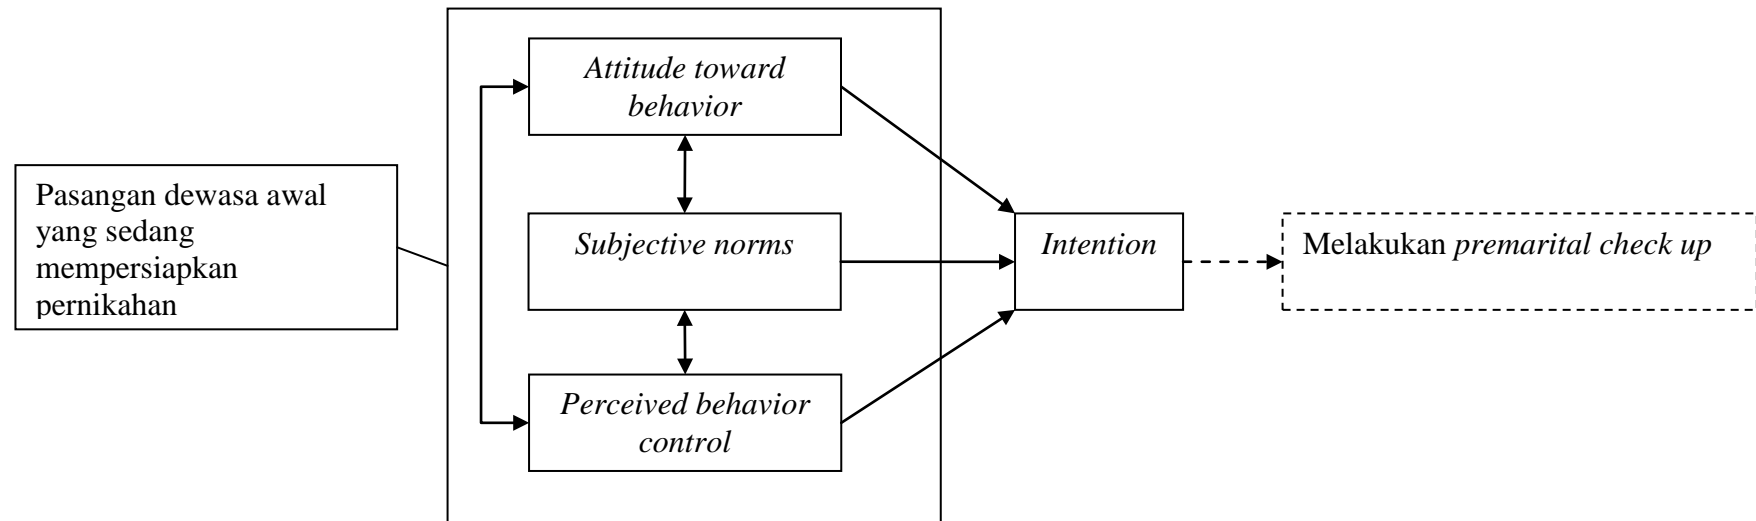 Attitude toward
behavior
Pasangan dewasa awal
yang sedang
mempersiapkan
pernikahan
Subjective norms
Intention
Melakukan premarital check up
Perceived behavior
control